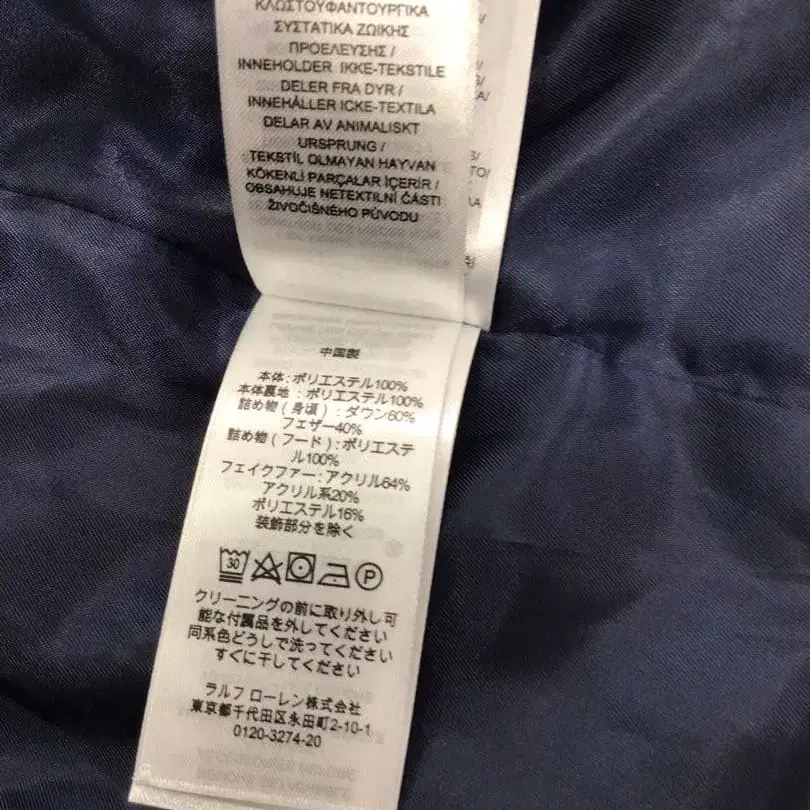 ΚΛΩΣΤΟΫΦΑΝΤΟΥΡΓΙΚΑ
ΣΥΣΤΑΤΙΚΑ ΖΩΙΚΗΣ
ΠΡΟΕΛΕΥΣΗΣ /
INNEHOLDER IKKE-TEKSTILE
DELER FRA DYR /
INNEHÅLLER ICKE-TEXTILA
DELAR AV ANIMALISKT
URSPRUNG /
TEKSTİL OLMAYAN HAYVAN
KÖKENLİ PARÇALAR İÇERİR /
OBSAHUJE NETEXTILNÍ ČÁSTI
ŽIVOČIŠNÉHO PŮVODU
中国製
本体:ポリエステル100%
本体裏地:ポリエステル100%
詰め物(身頃):ダウン60%
フェザー40%
詰め物(フード):ポリエステ
ル100%
フェイクファー:アクリル64%
アクリル系20%
ポリエステル16%
装飾部分を除く
30 P
クリーニングの前に取り外し可
能な付属品を外してください
同系色どうしで洗ってください
すぐに干してください
ラルフ ローレン株式会社
東京都千代田区永田町2-10-1
0120-3274-20